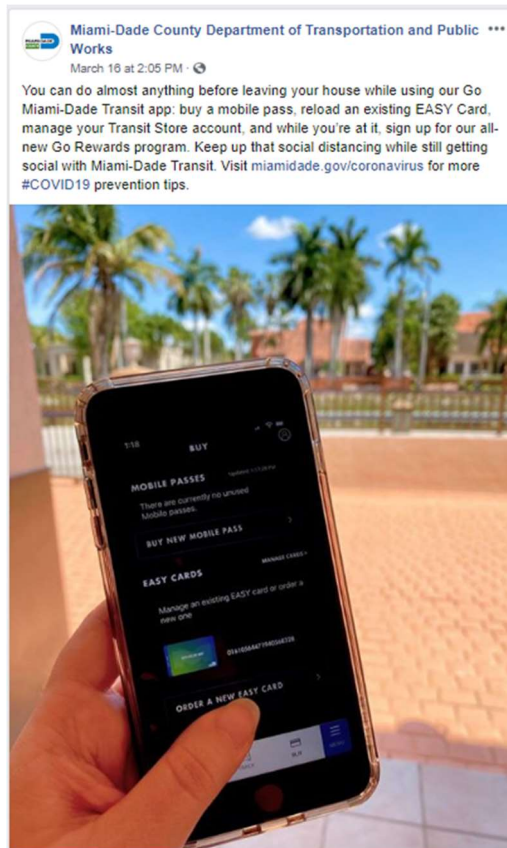 Miami-Dade County Department of Transportation and Public
Works
March 16 at 2:05 PM ·
You can do almost anything before leaving your house while using our Go
Miami-Dade Transit app: buy a mobile pass, reload an existing EASY Card,
manage your Transit Store account, and while you're at it, sign up for our all-
new Go Rewards program. Keep up that social distancing while still getting
social with Miami-Dade Transit. Visit miamidade.gov/coronavirus for more
#COVID19 prevention tips.
1:58
BUY
MOBILE PASSES
There are currently no unused
Mobile passes.
BUY NEW MOBILE PASS
EASY CARDS
MANAGE CARDS >
Manage an existing EASY card or order a
new one
ORDER A NEW EASY CARD
BUY
MENU